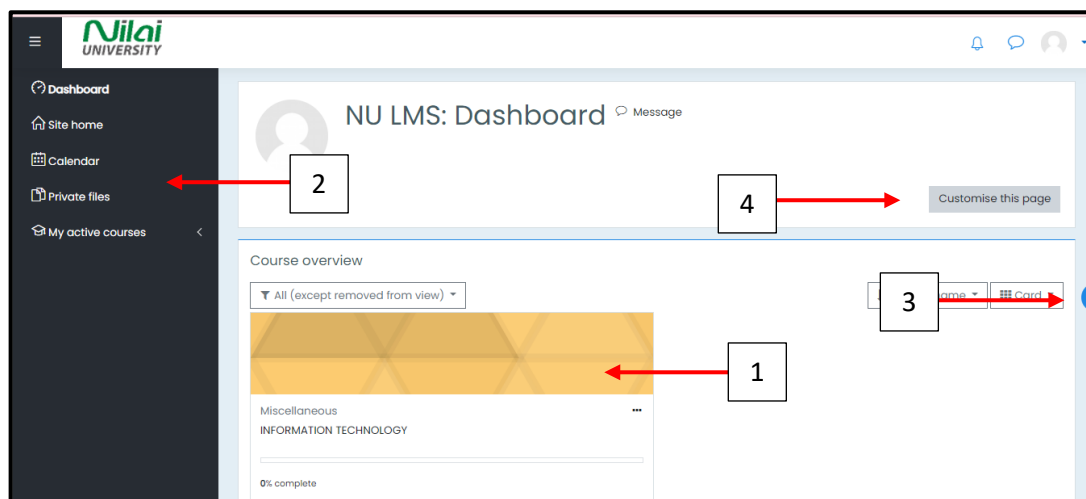 Nilai
UNIVERSITY
Dashboard
Site home
Calendar
Private files
My active courses
NU LMS: Dashboard
Message
2
4
Customise this page
Course overview
All (except removed from view)
3
Card
1
Miscellaneous
INFORMATION TECHNOLOGY
0% complete